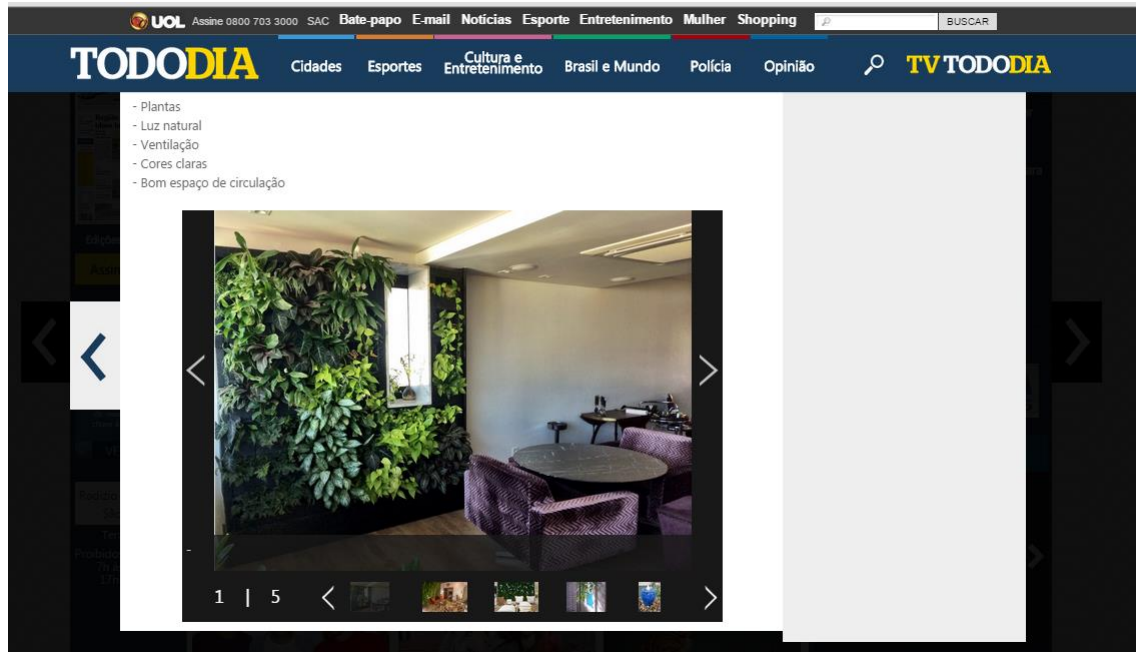 UOL Assine 0800 703 3000 SAC Bate-papo E-mail Notícias Esporte Entretenimento Mulher Shopping BUSCAR
TODODIA Cidades Esportes Cultura e Entretenimento Brasil e Mundo Polícia Opinião TV TODODIA
- Plantas
- Luz natural
- Ventilação
- Cores claras
- Bom espaço de circulação
-
1 | 5